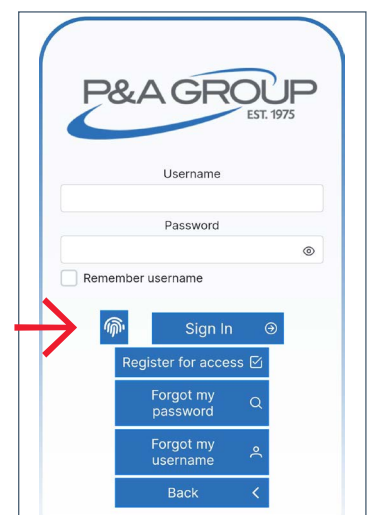 P&A GROUP
EST. 1975
Username
Password
Remember username
Sign In
Register for access
Forgot my
password
Forgot my
username
Back